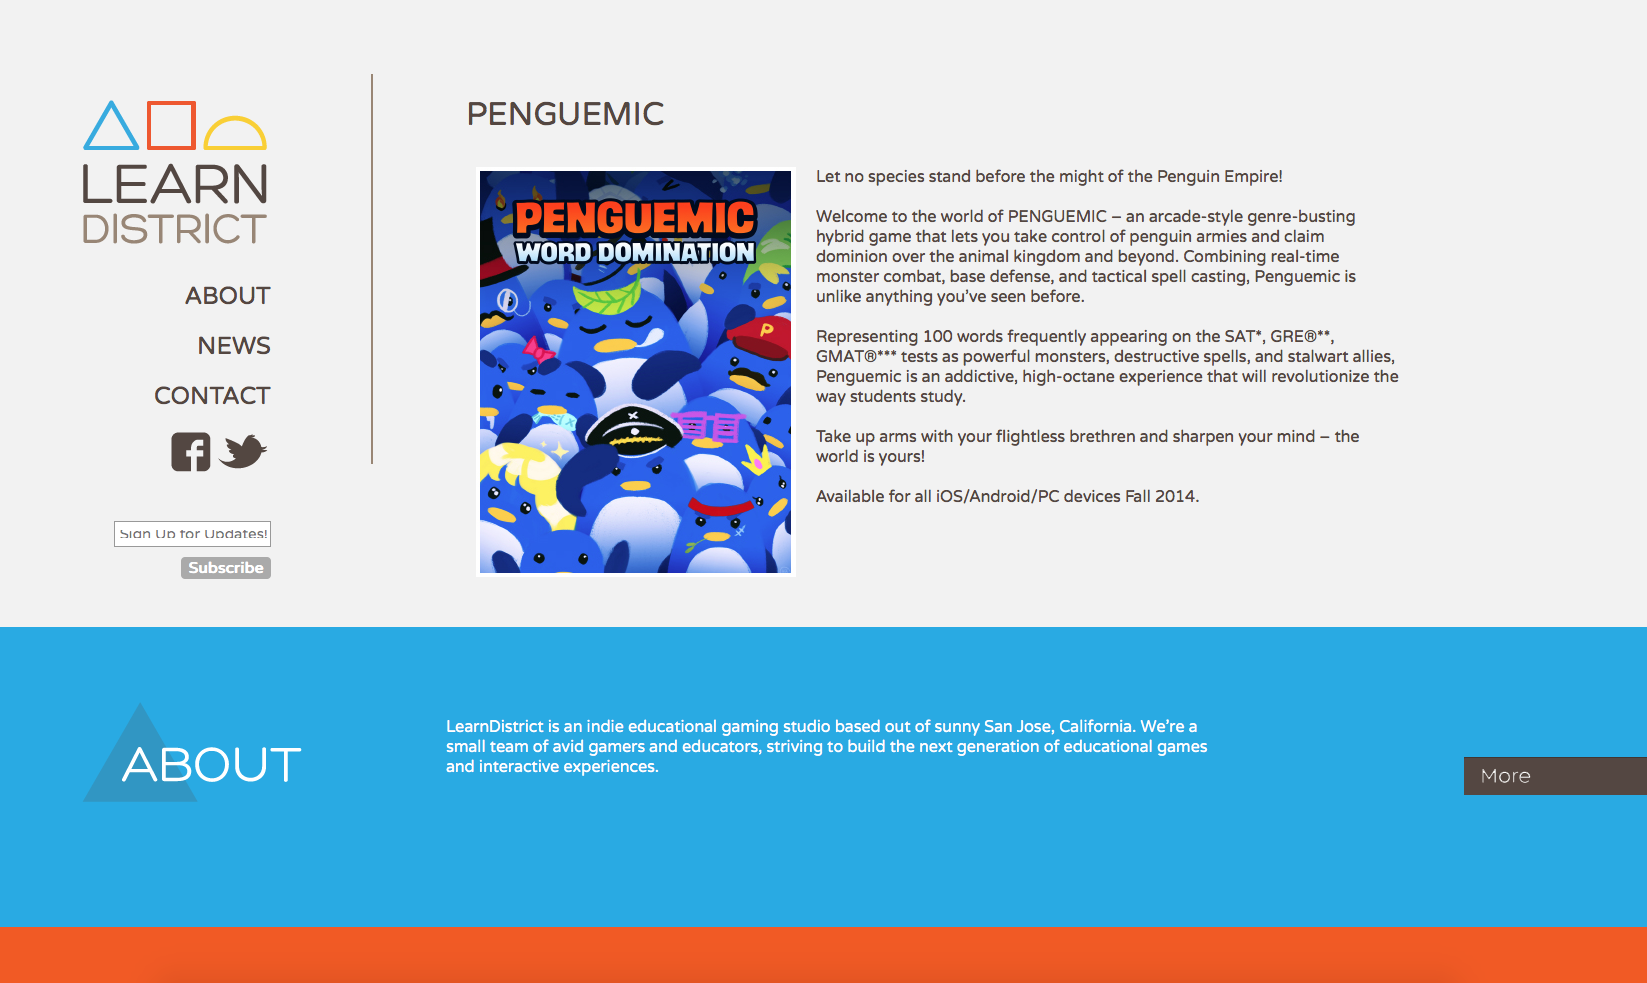 LEARN
DISTRICT
ABOUT
NEWS
CONTACT
Sign Up for Updates!
Subscribe
PENGUEMIC
PENGUEMIC
WORD DOMINATION
P
Let no species stand before the might of the Penguin Empire!
Welcome to the world of PENGUEMIC – an arcade-style genre-busting
hybrid game that lets you take control of penguin armies and claim
dominion over the animal kingdom and beyond. Combining real-time
monster combat, base defense, and tactical spell casting, Penguemic is
unlike anything you’ve seen before.
Representing 100 words frequently appearing on the SAT*, GRE®**,
GMAT®*** tests as powerful monsters, destructive spells, and stalwart allies,
Penguemic is an addictive, high-octane experience that will revolutionize the
way students study.
Take up arms with your flightless brethren and sharpen your mind – the
world is yours!
Available for all iOS/Android/PC devices Fall 2014.
ABOUT
LearnDistrict is an indie educational gaming studio based out of sunny San Jose, California. We’re a
small team of avid gamers and educators, striving to build the next generation of educational games
and interactive experiences.
More